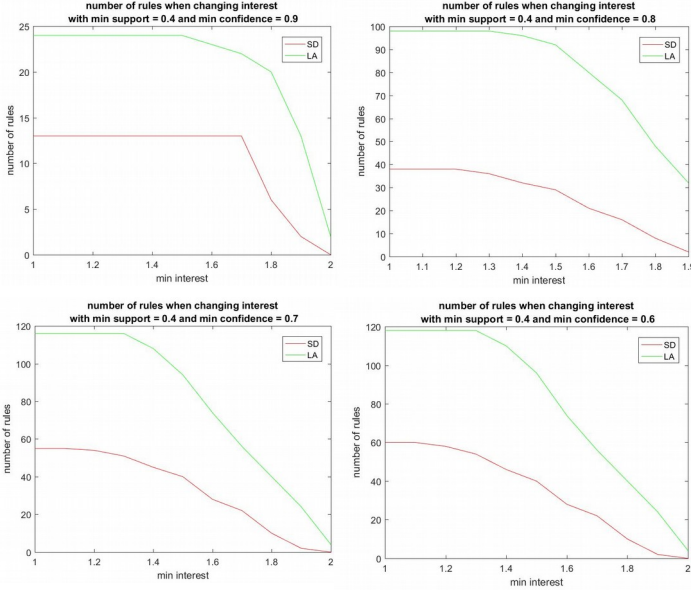 number of rules when changing interest
with min support = 0.4 and min confidence = 0.9
25
20
15
10
5
0
number of rules
1 1.2 1.4 1.6 1.8 2
min interest
SD
LA
number of rules when changing interest
with min support = 0.4 and min confidence = 0.8
100
90
80
70
60
50
40
30
20
10
0
number of rules
1 1.1 1.2 1.3 1.4 1.5 1.6 1.7 1.8 1.9
min interest
SD
LA
number of rules when changing interest
with min support = 0.4 and min confidence = 0.7
120
100
80
60
40
20
0
number of rules
1 1.2 1.4 1.6 1.8 2
min interest
SD
LA
number of rules when changing interest
with min support = 0.4 and min confidence = 0.6
120
100
80
60
40
20
0
number of rules
1 1.2 1.4 1.6 1.8 2
min interest
SD
LA